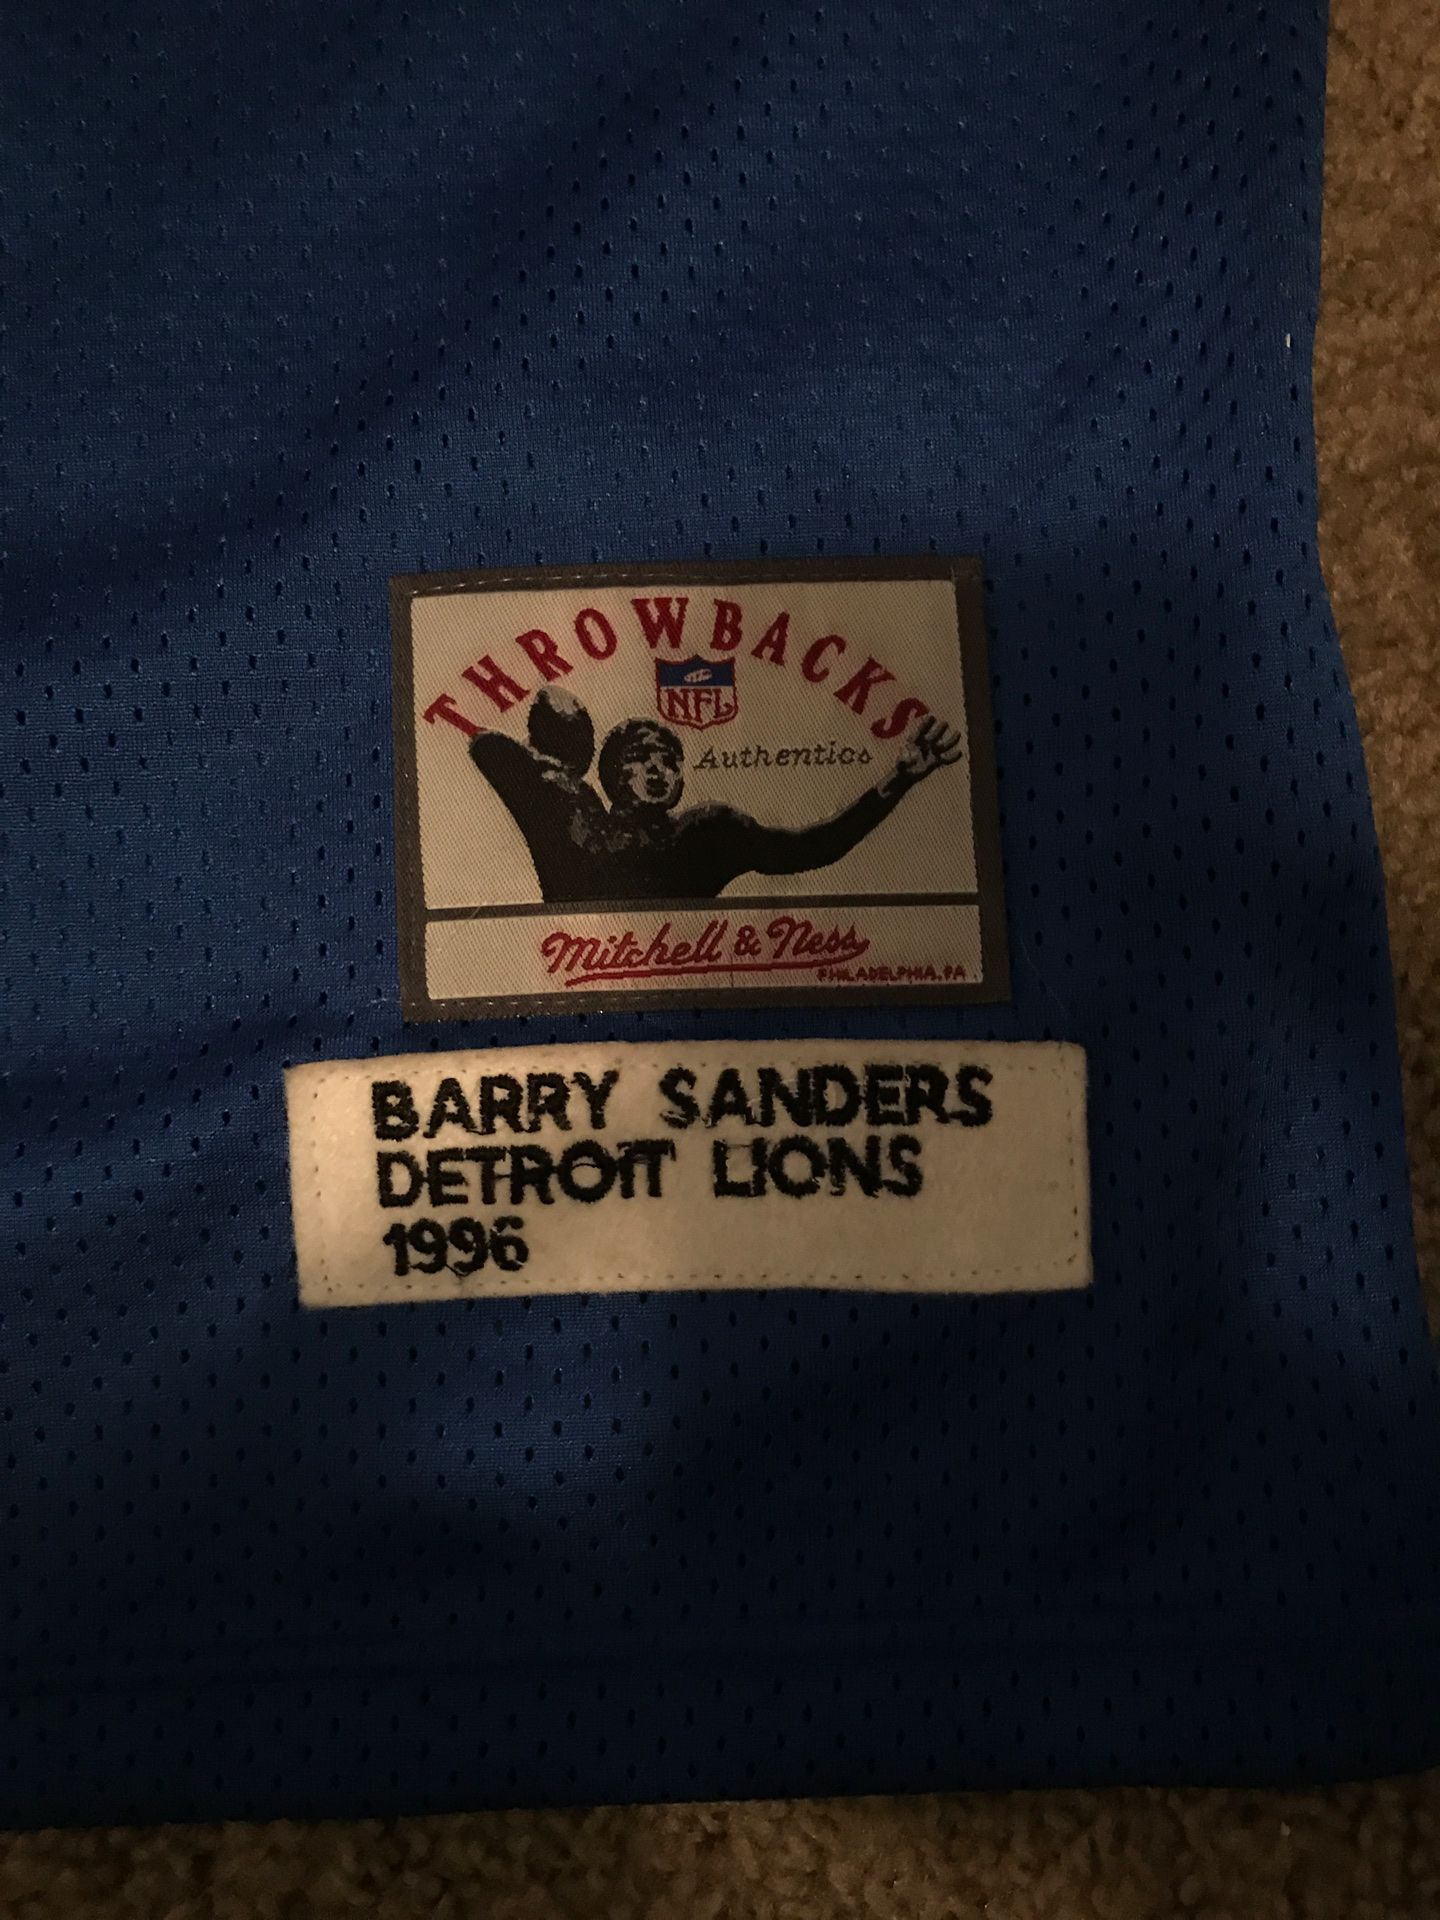 THROWBACKS
NFL
Authentics
Mitchell & Ness
PHILADELPHIA, PA
BARRY SANDERS
DETROIT LIONS
1996